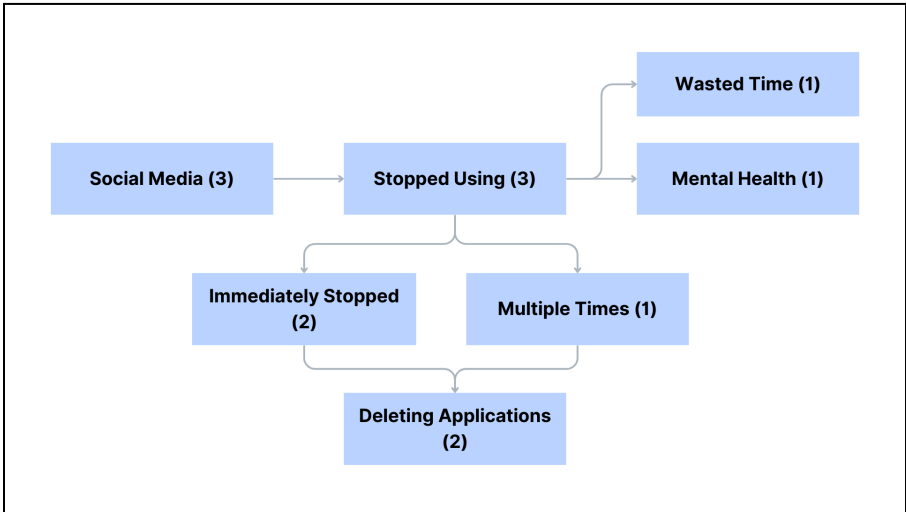 Wasted Time (1)
Social Media (3)
Stopped Using (3)
Mental Health (1)
Immediately Stopped
(2)
Multiple Times (1)
Deleting Applications
(2)